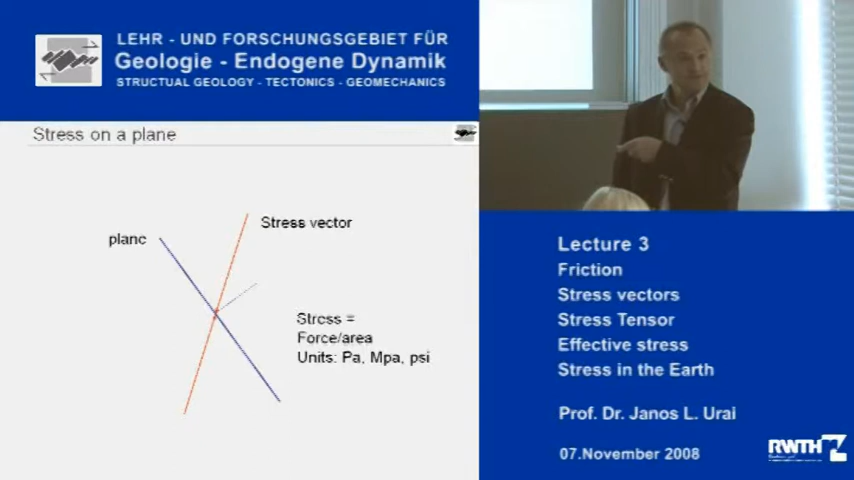 LEHR - UND FORSCHUNGSGEBIET FÜR
Geologie - Endogene Dynamik
STRUCTUAL GEOLOGY - TECTONICS - GEOMECHANICS
Stress on a plane
Stress vector
plane
Stress =
Force/area
Units: Pa, Mpa, psi
Lecture 3
Friction
Stress vectors
Stress Tensor
Effective stress
Stress in the Earth
Prof. Dr. Janos L. Urai
07.November 2008
RWTH